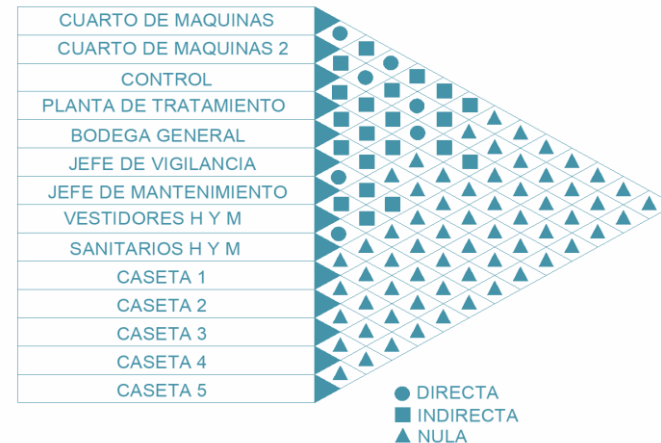 CUARTO DE MAQUINAS
CUARTO DE MAQUINAS 2
CONTROL
PLANTA DE TRATAMIENTO
BODEGA GENERAL
JEFE DE VIGILANCIA
JEFE DE MANTENIMIENTO
VESTIDORES H Y M
SANITARIOS H Y M
CASETA 1
CASETA 2
CASETA 3
CASETA 4
CASETA 5
DIRECTA
INDIRECTA
NULA